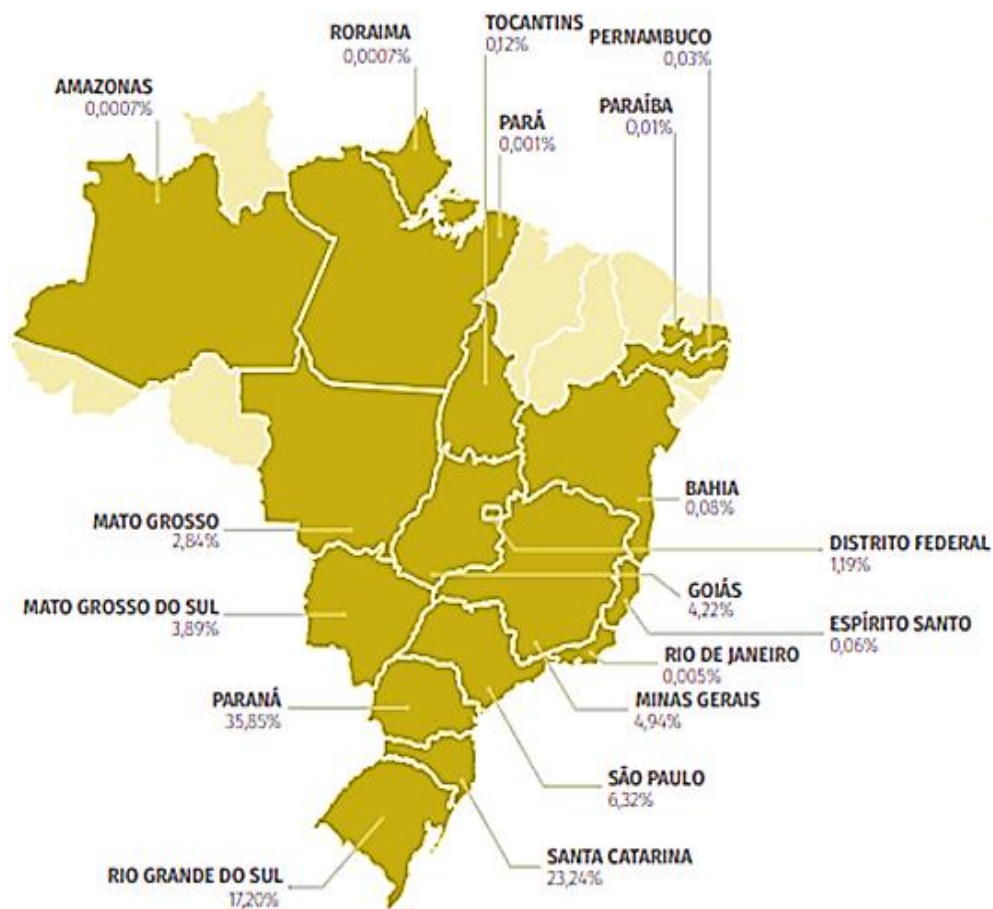 TOCANTINS
0,12%
RORAIMA
0,0007%
PERNAMBUCO
0,03%
AMAZONAS
0,0007%
PARÁ
0,001%
PARAÍBA
0,01%
BAHIA
0,08%
MATO GROSSO
2,84%
DISTRITO FEDERAL
1,19%
GOIÁS
4,22%
MATO GROSSO DO SUL
3,89%
ESPÍRITO SANTO
0,06%
RIO DE JANEIRO
0,005%
PARANÁ
35,85%
MINAS GERAIS
4,94%
SÃO PAULO
6,32%
SANTA CATARINA
23,24%
RIO GRANDE DO SUL
17,20%